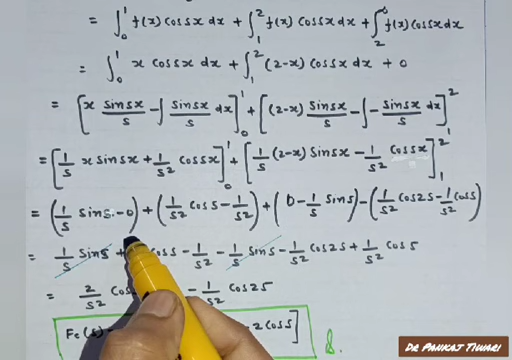 = ∫₀¹ f(x) cos sx dx + ∫₁² f(x) cos sx dx + ∫₂^∞ f(x) cos sx dx
= ∫₀¹ x cos sx dx + ∫₁² (2-x) cos sx dx + 0
= [x sin sx/s - ∫ sin sx/s dx]₀¹ + [(2-x) sin sx/s - ∫ - sin sx/s dx]₁²
= [1/s x sin sx + 1/s² cos sx]₀¹ + [1/s (2-x) sin sx - 1/s² cos sx]₁²
= (1/s sin s - 0) + (1/s² cos s - 1/s²) + (0 - 1/s sin s) - (1/s² cos 2s - 1/s² cos s)
= 1/s sin s + cos s - 1/s² - 1/s sin s - 1/s² cos 2s + 1/s² cos s
= 2/s² cos - 1/s² cos 2s
Fc(s) - 2 cos s]
DR PANKAJ TIWARI